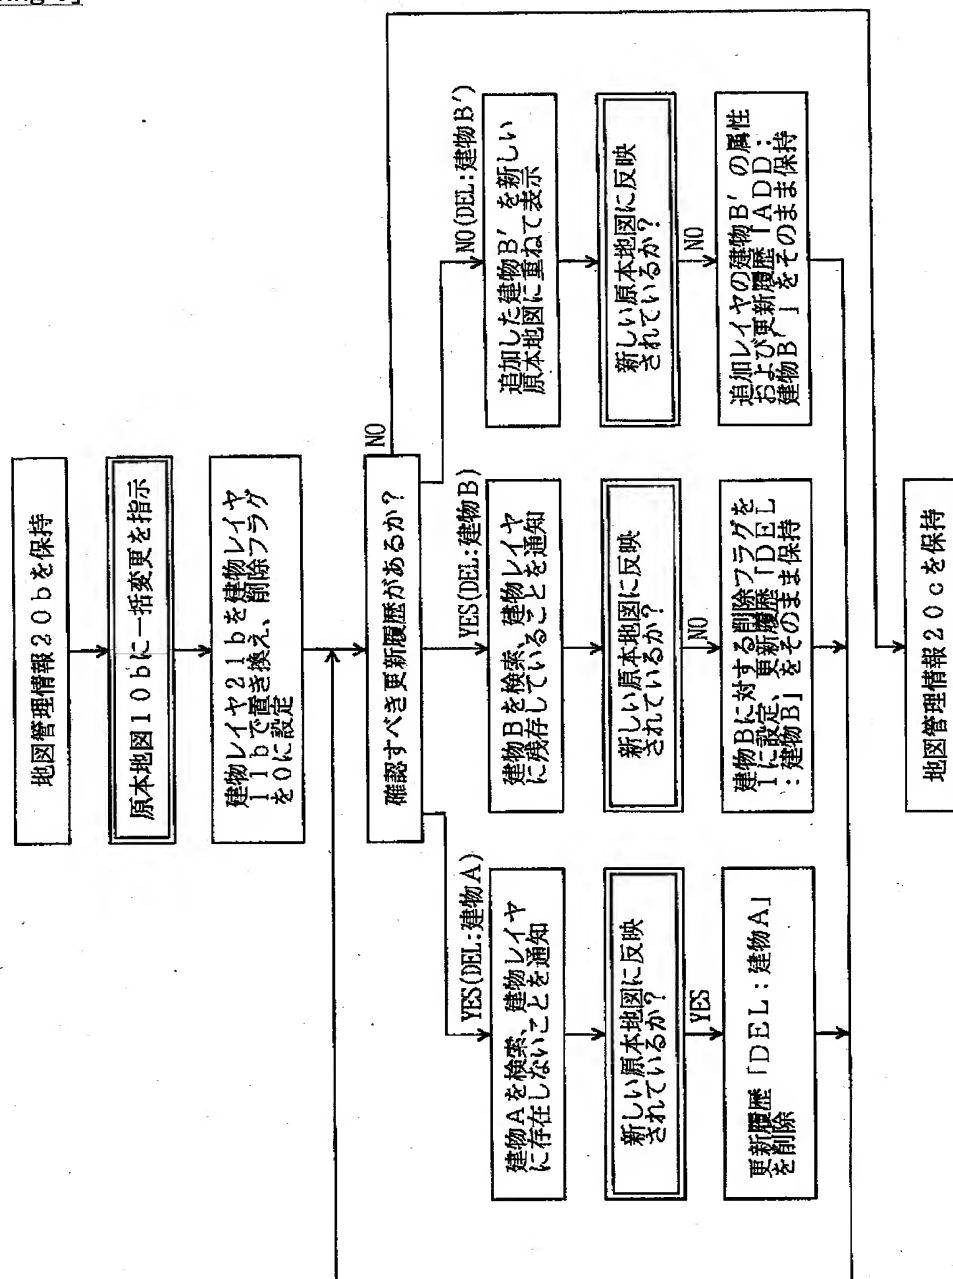 地図管理情報20bを保持
原本地図10bに一括変更を指示
建物レイヤ21bを建物レイヤ
11bで置き換え、削除フラグ
を0に設定
確認すべき更新履歴があるか?
NO
YES(DEL:建物A)
建物Aを検索、建物レイヤ
に存在しないことを通知
新しい原本地図に反映
されているか?
YES
更新履歴「DEL:建物A」
を削除
YES(DEL:建物B)
建物Bを検索、建物レイヤ
に残存していることを通知
新しい原本地図に反映
されているか?
NO
建物Bに対する削除フラグを
1に設定、更新履歴「DEL
:建物B」をそのまま保持
NO(DEL:建物B′)
追加した建物B′を新しい
原本地図に重ねて表示
新しい原本地図に反映
されているか?
NO
追加レイヤの建物B′の属性
および更新履歴「ADD:
建物B′」をそのまま保持
地図管理情報20cを保持